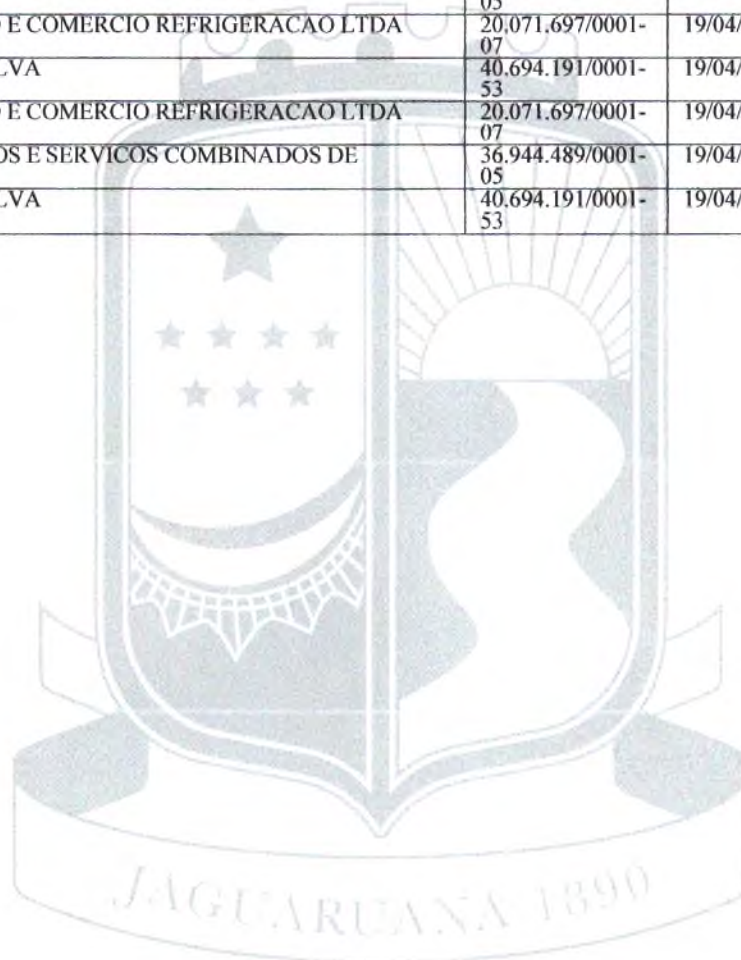 05
O E COMERCIO REFRIGERACAO LTDA 20.071.697/0001- 19/04/
07
LVA 40.694.191/0001- 19/04/
53
O E COMERCIO REFRIGERACAO LTDA 20.071.697/0001- 19/04/
07
OS E SERVICOS COMBINADOS DE 36.944.489/0001- 19/04/
05
LVA 40.694.191/0001- 19/04/
53
JAGUARUANA 1890